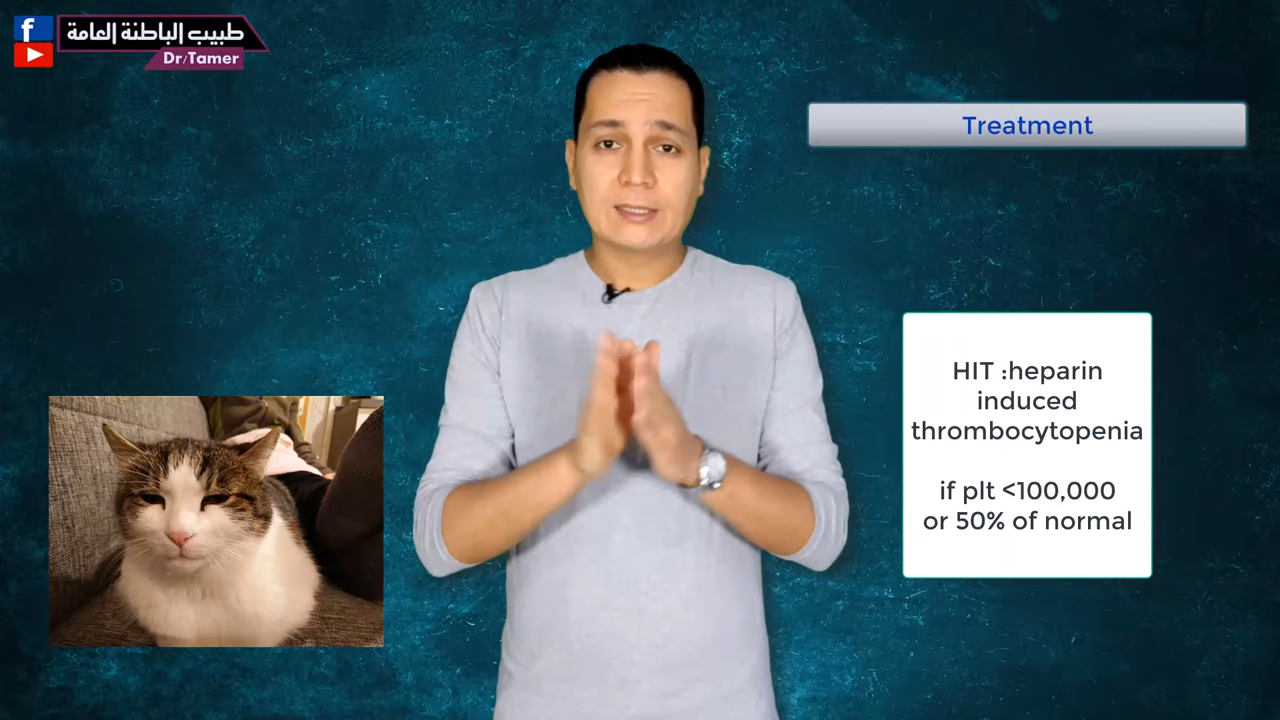 f
طبيب الباطنة العامة
Dr/Tamer
Treatment
HIT :heparin
induced
thrombocytopenia
if plt <100,000
or 50% of normal